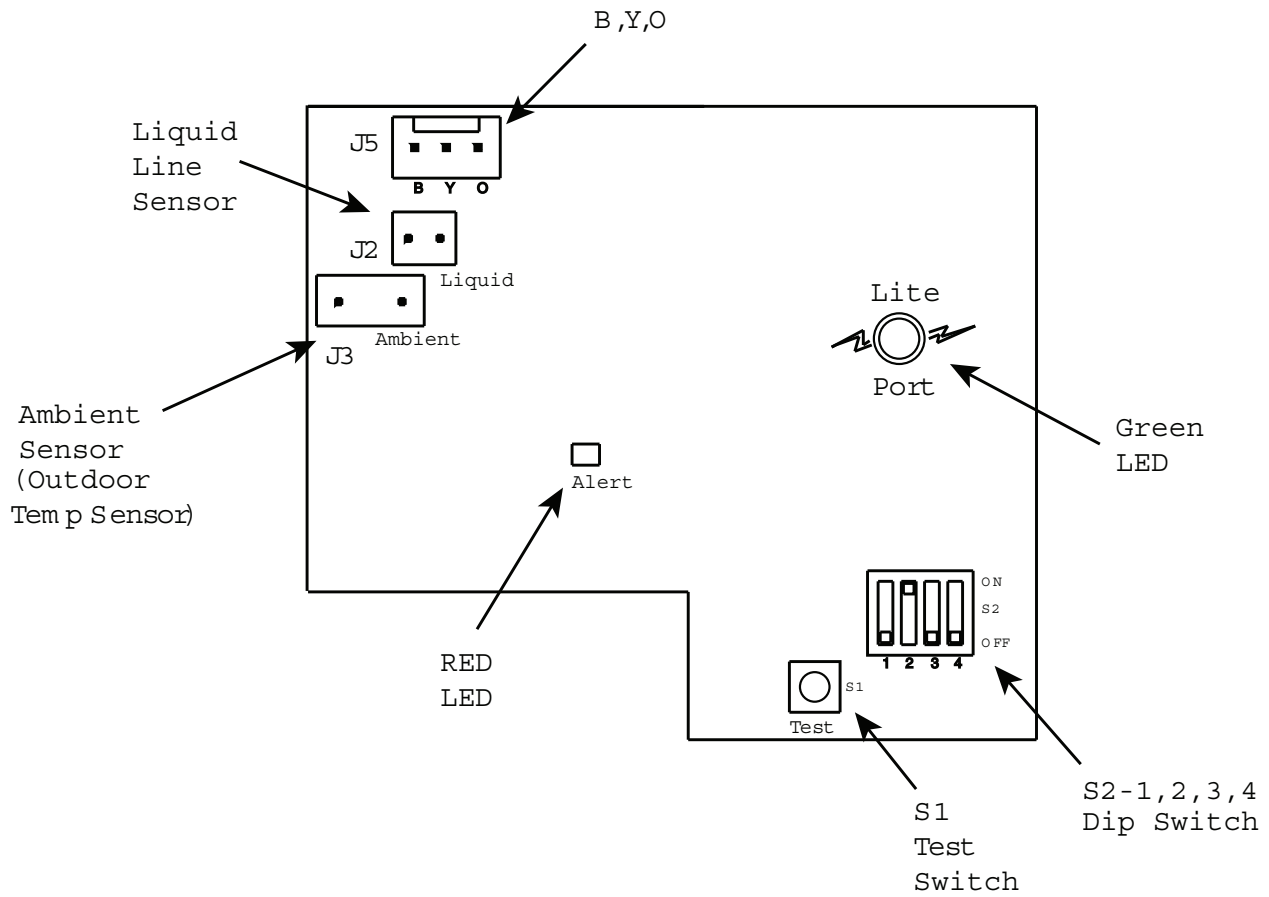 B,Y,O
Liquid
Line
Sensor
J5
B Y O
J2
Liquid
Ambient
J3
Lite
Port
Ambient
Sensor
(Outdoor
Temp Sensor)
Green
LED
Alert
RED
LED
ON
S2
OFF
1 2 3 4
S1
Test
S2-1,2,3,4
Dip Switch
S1
Test
Switch